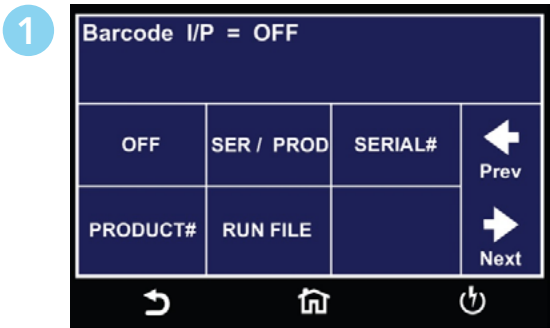 1
Barcode I/P = OFF
OFF
SER / PROD
SERIAL#
Prev
PRODUCT#
RUN FILE
Next